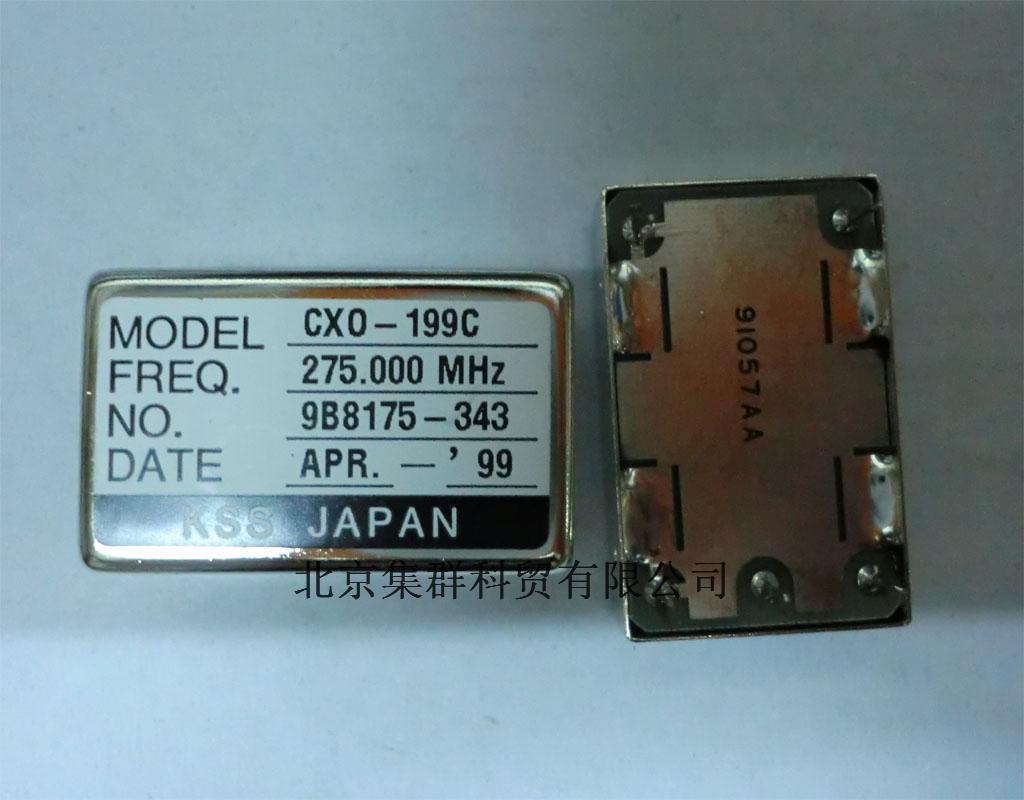 MODEL CXO-199C
FREQ. 275.000 MHz
NO. 9B8175-343
DATE APR. —'99
KSS JAPAN
91057AA
北京集群科贸有限公司